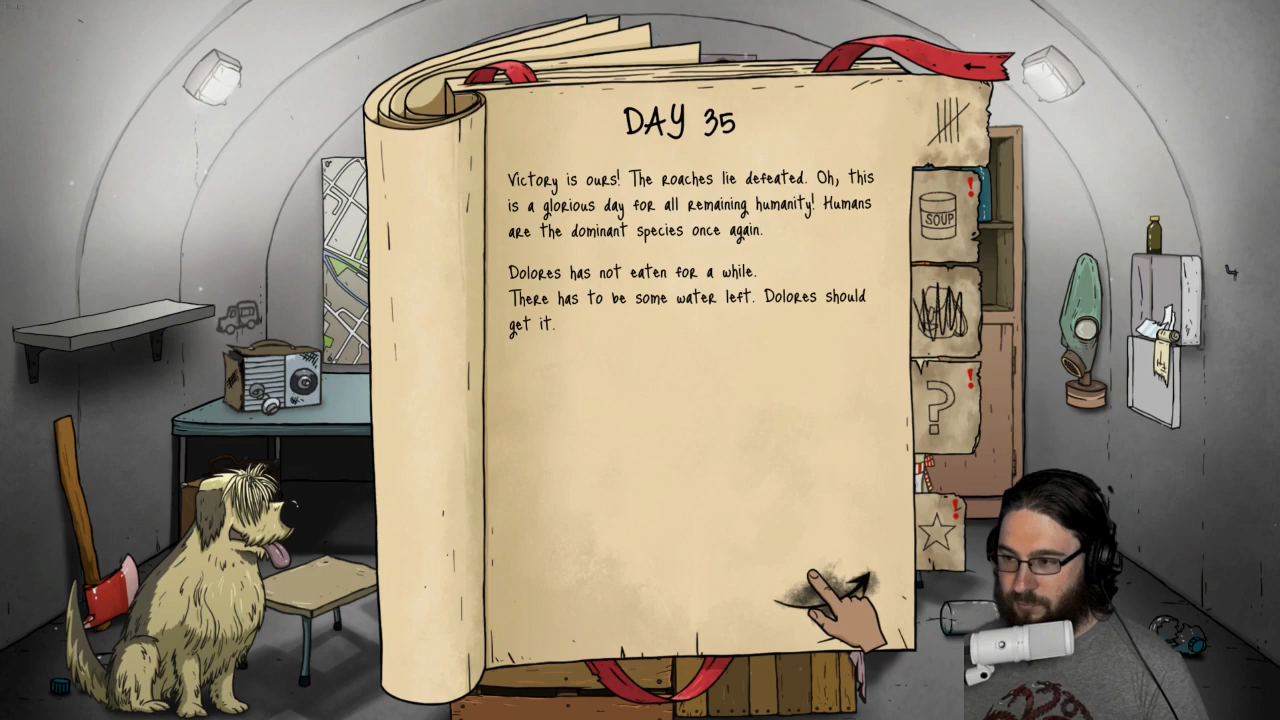 DAY 35
Victory is ours! The roaches lie defeated. Oh, this
is a glorious day for all remaining humanity! Humans
are the dominant species once again.
Dolores has not eaten for a while.
There has to be some water left. Dolores should
get it.
!
SOUP
!
?
!